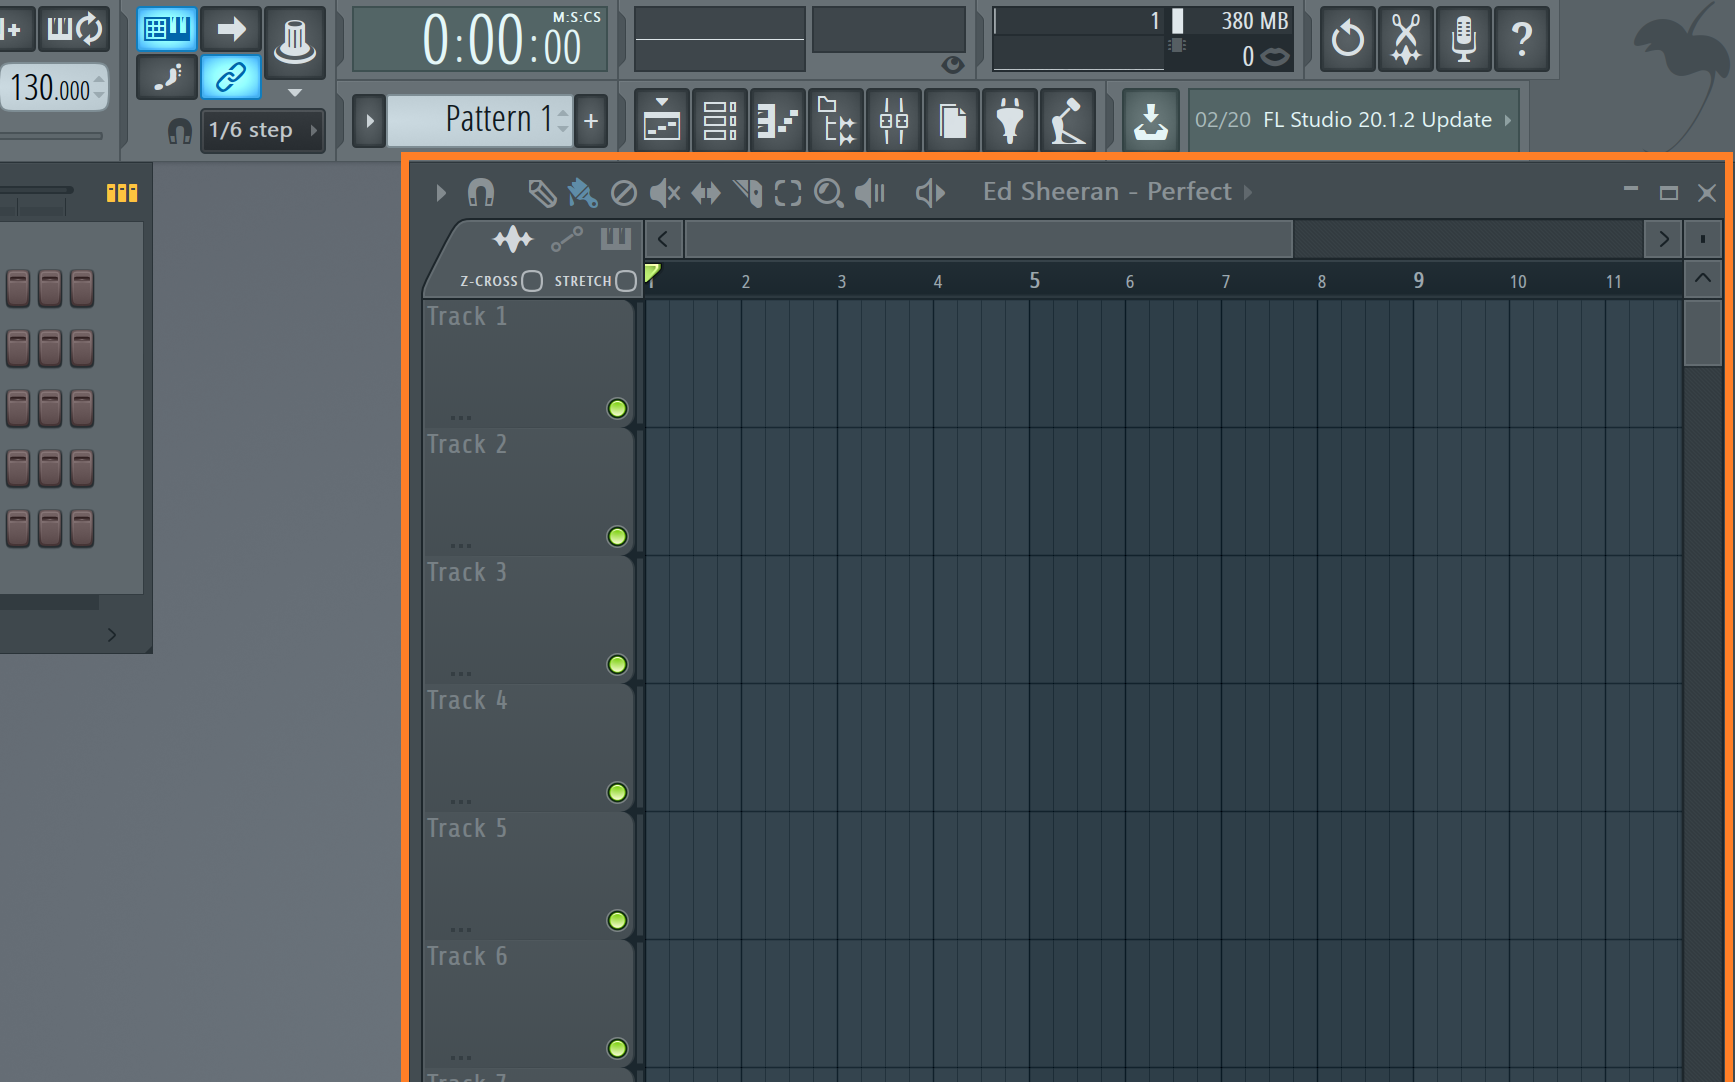 M:S:CS
0:00:00
1
380 MB
0
130.000
1/6 step
Pattern 1
+
?
02/20 FL Studio 20.1.2 Update
Ed Sheeran - Perfect
Z-CROSS STRETCH
1 2 3 4 5 6 7 8 9 10 11
Track 1
...
Track 2
...
Track 3
...
Track 4
...
Track 5
...
Track 6
...
Track 7